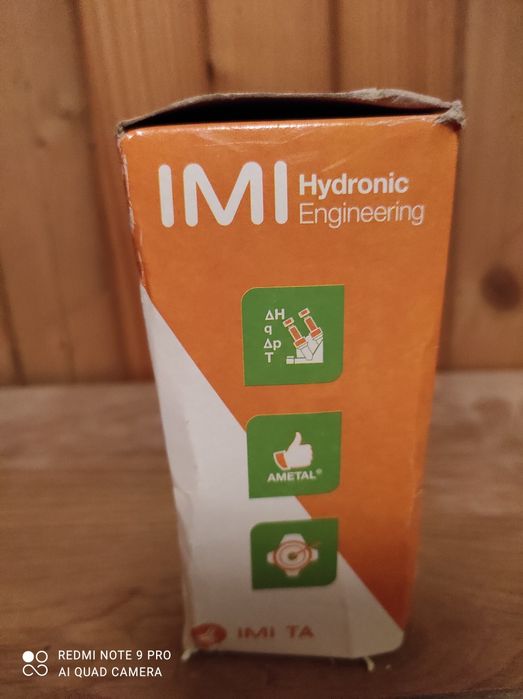 IMI Hydronic
Engineering
ΔH
q
Δp
T
AMETAL®
IMI TA
REDMI NOTE 9 PRO
AI QUAD CAMERA